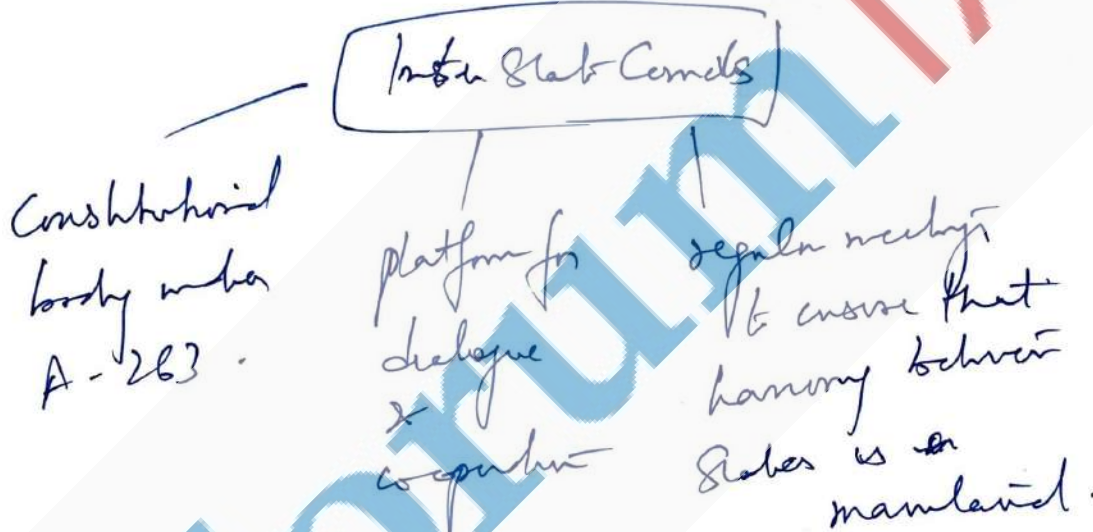 Inter State Councils
Constitutional
body under
A-263.
platform for
dialogue
&
cooperation
regular meetings
to ensure that
harmony between
States is
maintained.
orum